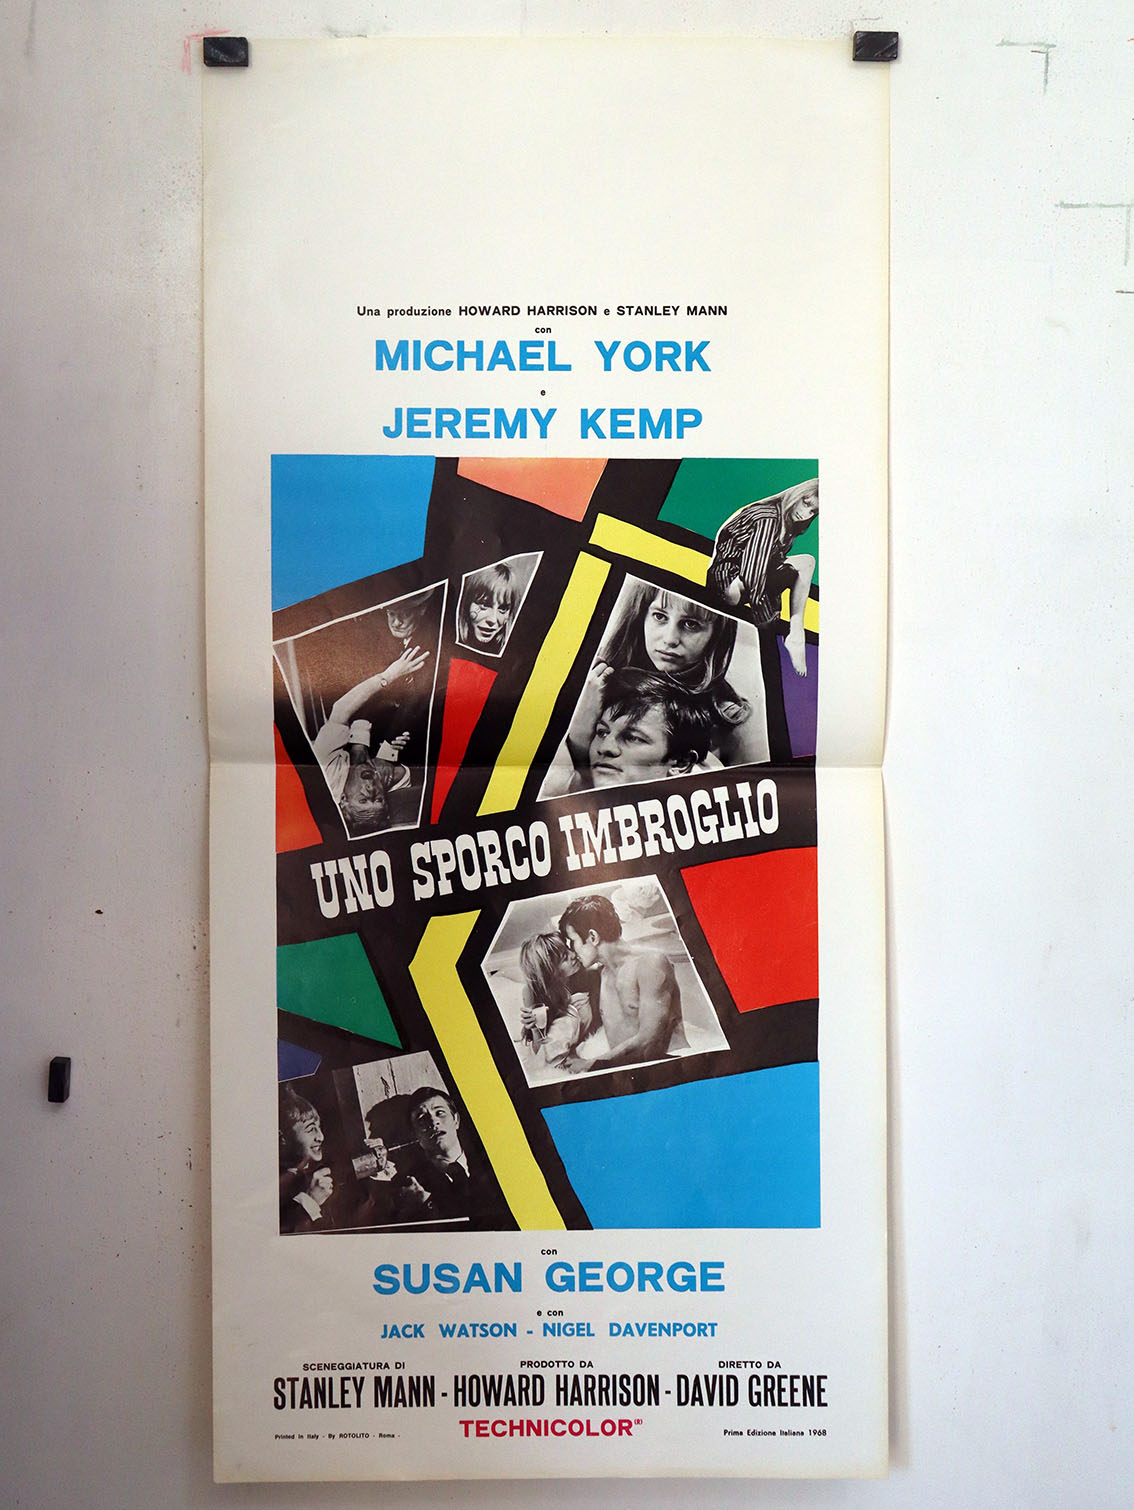 Una produzione HOWARD HARRISON e STANLEY MANN
con
MICHAEL YORK
e
JEREMY KEMP
UNO SPORCO IMBROGLIO
con
SUSAN GEORGE
e con
JACK WATSON - NIGEL DAVENPORT
SCENEGGIATURA DI PRODOTTO DA DIRETTO DA
STANLEY MANN - HOWARD HARRISON - DAVID GREENE
TECHNICOLOR(R)
Printed in Italy - By ROTOLITO - Roma - Prima Edizione Italiana 1968